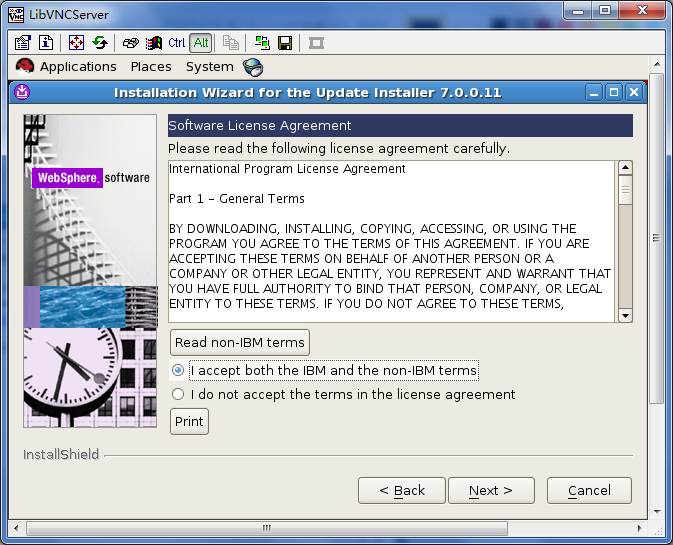 LibVNCServer
Ctrl Alt
Applications Places System
Installation Wizard for the Update Installer 7.0.0.11
WebSphere. software
Software License Agreement
Please read the following license agreement carefully.
International Program License Agreement
Part 1 - General Terms
BY DOWNLOADING, INSTALLING, COPYING, ACCESSING, OR USING THE
PROGRAM YOU AGREE TO THE TERMS OF THIS AGREEMENT. IF YOU ARE
ACCEPTING THESE TERMS ON BEHALF OF ANOTHER PERSON OR A
COMPANY OR OTHER LEGAL ENTITY, YOU REPRESENT AND WARRANT THAT
YOU HAVE FULL AUTHORITY TO BIND THAT PERSON, COMPANY, OR LEGAL
ENTITY TO THESE TERMS. IF YOU DO NOT AGREE TO THESE TERMS,
Read non-IBM terms
I accept both the IBM and the non-IBM terms
I do not accept the terms in the license agreement
Print
InstallShield
< Back Next > Cancel